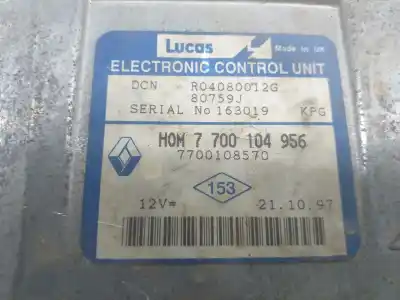 Lucas
Made in UK
ELECTRONIC CONTROL UNIT
DCN R04080012G
80759J
SERIAL No 163019 KFG
HOM 7 700 104 956
7700108570
153
12V= 21.10.97